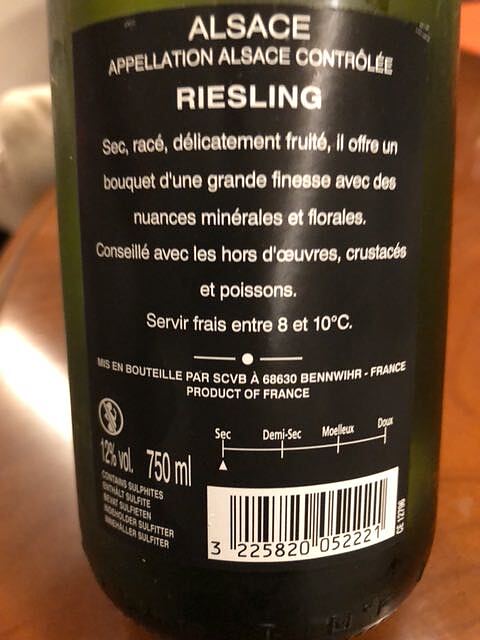 ALSACE
APPELLATION ALSACE CONTRÔLÉE
RIESLING
Sec, racé, délicatement fruité, il offre un
bouquet d'une grande finesse avec des
nuances minérales et florales.
Conseillé avec les hors d'œuvres, crustacés
et poissons.
Servir frais entre 8 et 10°C.
MIS EN BOUTEILLE PAR SCVB À 68630 BENNWIHR - FRANCE
PRODUCT OF FRANCE
Sec Demi-Sec Moelleux Doux
12% vol. 750 ml
CONTAINS SULPHITES
ENTHÄLT SULFITE
BEVAT SULFIETEN
INDEHOLDER SULFITTER
INNEHÅLLER SULFITER
3 225820 052221
CE 12798